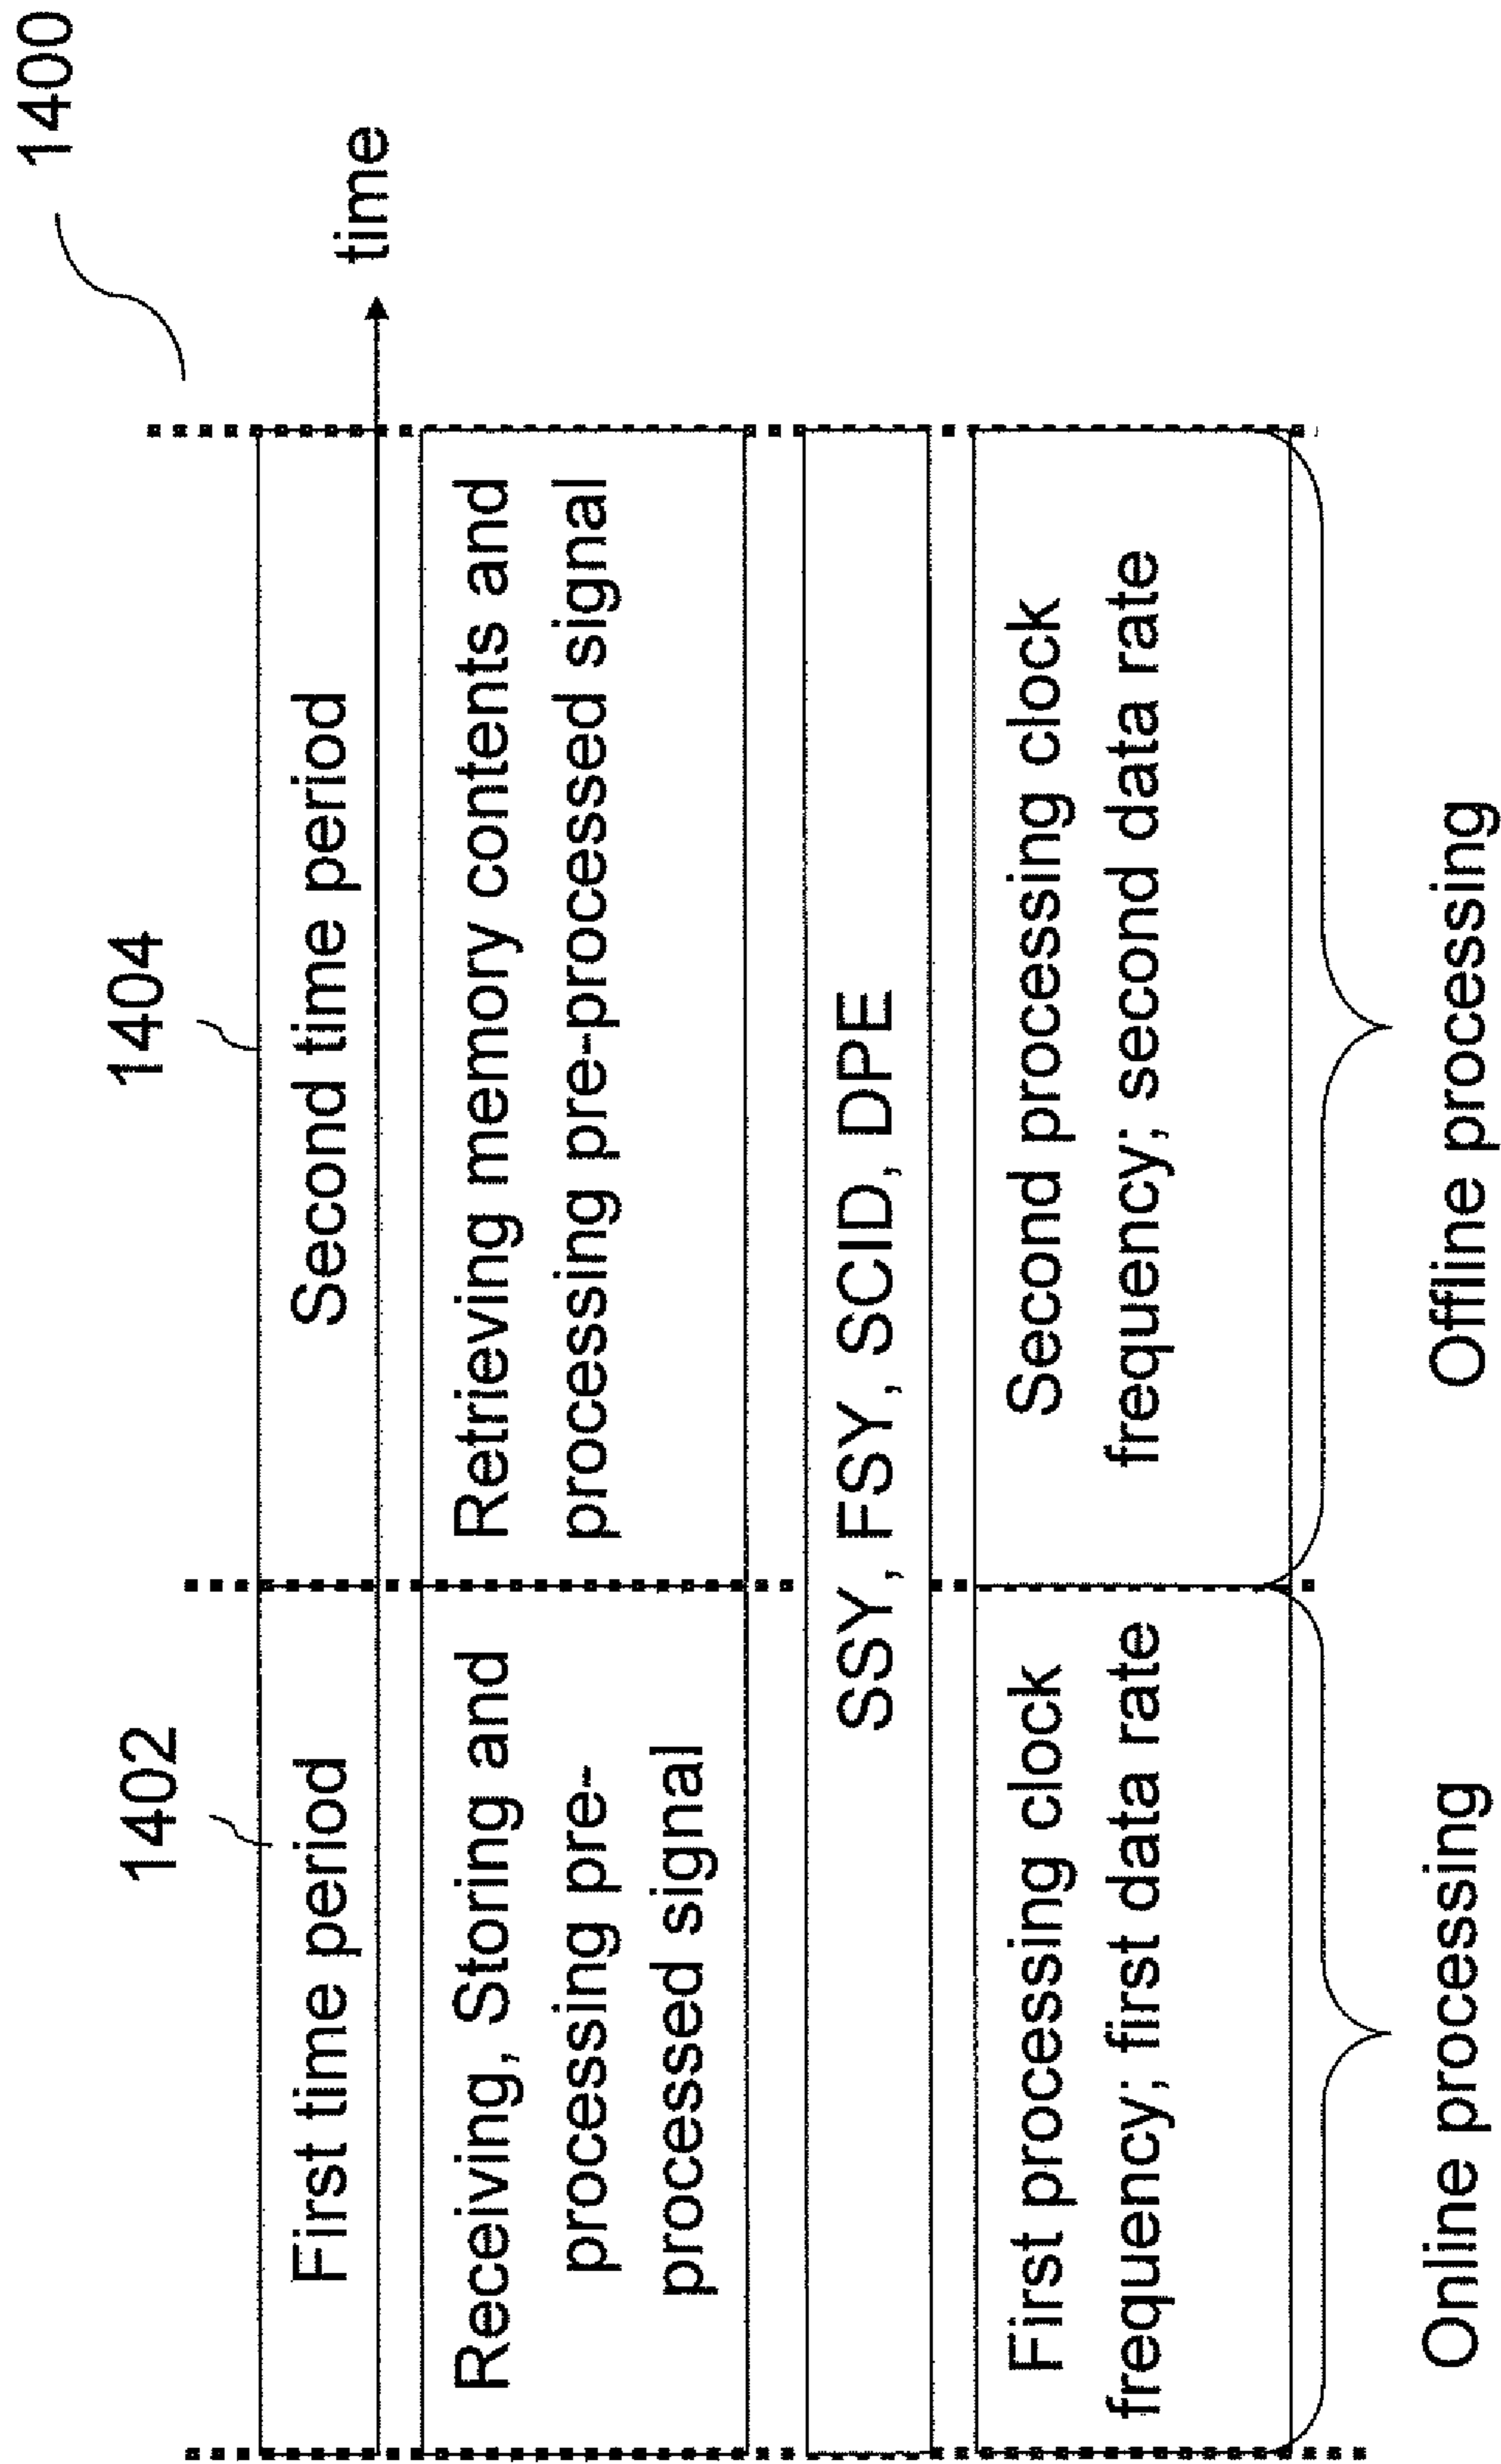 1400
1402
1404
First time period
Second time period
time
Receiving, Storing and
processing pre-
processed signal
Retrieving memory contents and
processing pre-processed signal
SSY, FSY, SCID, DPE
First processing clock
frequency; first data rate
Second processing clock
frequency; second data rate
Online processing
Offline processing